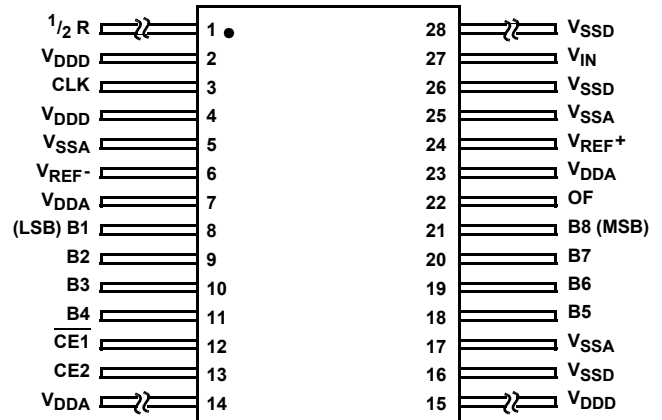 1/2 R 1 28 VSSD
VDDD 2 27 VIN
CLK 3 26 VSSD
VDDD 4 25 VSSA
VSSA 5 24 VREF+
VREF- 6 23 VDDA
VDDA 7 22 OF
(LSB) B1 8 21 B8 (MSB)
B2 9 20 B7
B3 10 19 B6
B4 11 18 B5
CE1 12 17 VSSA
CE2 13 16 VSSD
VDDA 14 15 VDDD